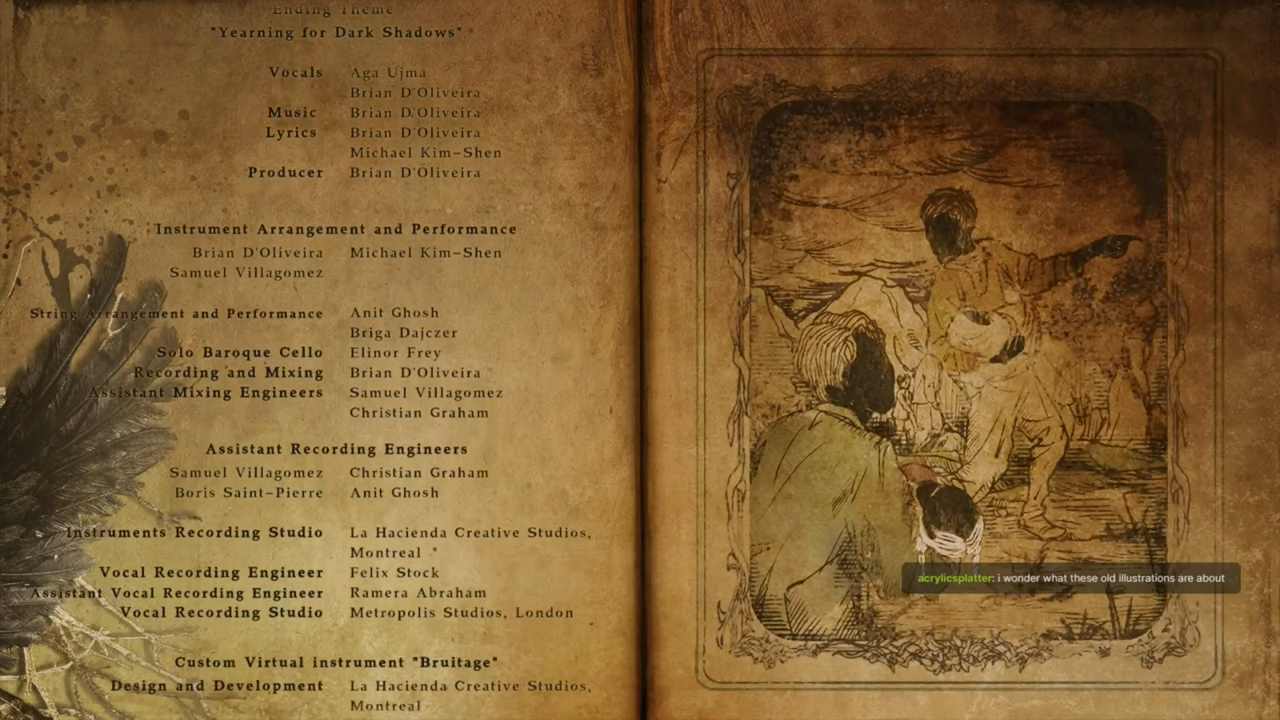 Ending Theme
"Yearning for Dark Shadows"
Vocals Aga Ujma
Brian D'Oliveira
Music Brian D'Oliveira
Lyrics Brian D'Oliveira
Michael Kim-Shen
Producer Brian D'Oliveira
Instrument Arrangement and Performance
Brian D'Oliveira Michael Kim-Shen
Samuel Villagomez
String Arrangement and Performance Anit Ghosh
Briga Dajczer
Solo Baroque Cello Elinor Frey
Recording and Mixing Brian D'Oliveira
Assistant Mixing Engineers Samuel Villagomez
Christian Graham
Assistant Recording Engineers
Samuel Villagomez Christian Graham
Boris Saint-Pierre Anit Ghosh
Instruments Recording Studio La Hacienda Creative Studios,
Montreal
Vocal Recording Engineer Felix Stock
Assistant Vocal Recording Engineer Ramera Abraham
Vocal Recording Studio Metropolis Studios, London
Custom Virtual instrument "Bruitage"
Design and Development La Hacienda Creative Studios,
Montreal
acrylicsplatter: i wonder what these old illustrations are about